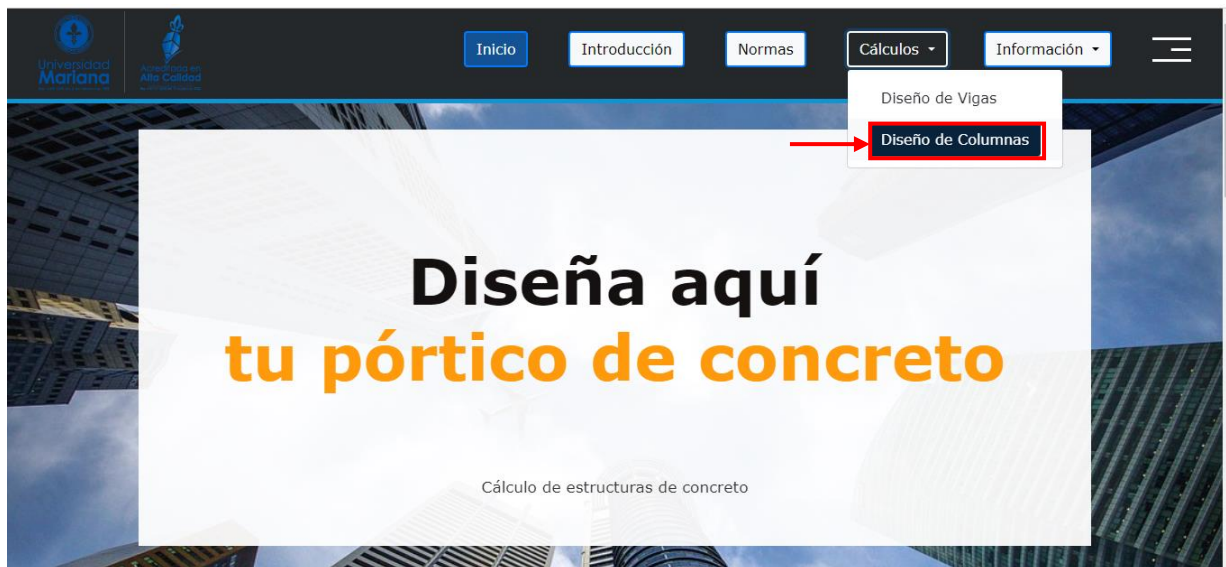 Universidad
Mariana
Acreditada en
Alta Calidad
Inicio
Introducción
Normas
Cálculos
Información
Diseño de Vigas
Diseño de Columnas
Diseña aquí
tu pórtico de concreto
Cálculo de estructuras de concreto